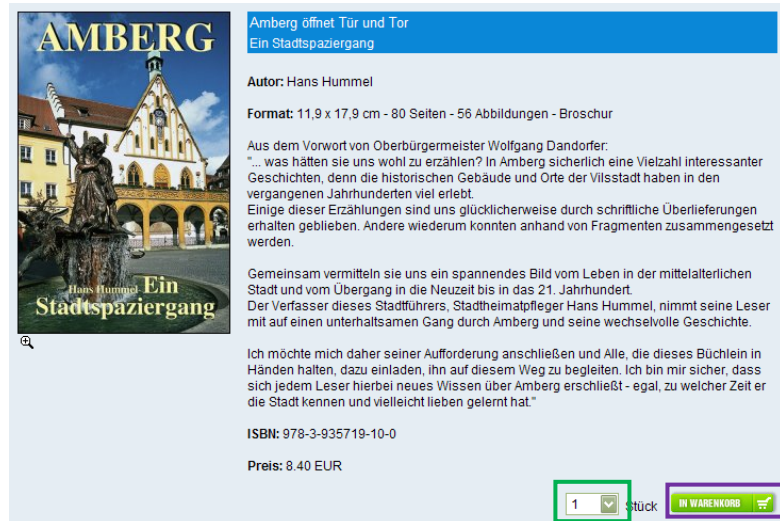 AMBERG
Hans Hummel Ein
Stadtspaziergang
Amberg öffnet Tür und Tor
Ein Stadtspaziergang
Autor: Hans Hummel
Format: 11,9 x 17,9 cm - 80 Seiten - 56 Abbildungen - Broschur
Aus dem Vorwort von Oberbürgermeister Wolfgang Dandorfer:
"... was hätten sie uns wohl zu erzählen? In Amberg sicherlich eine Vielzahl interessanter
Geschichten, denn die historischen Gebäude und Orte der Vilsstadt haben in den
vergangenen Jahrhunderten viel erlebt.
Einige dieser Erzählungen sind uns glücklicherweise durch schriftliche Überlieferungen
erhalten geblieben. Andere wiederum konnten anhand von Fragmenten zusammengesetzt
werden.
Gemeinsam vermitteln sie uns ein spannendes Bild vom Leben in der mittelalterlichen
Stadt und vom Übergang in die Neuzeit bis in das 21. Jahrhundert.
Der Verfasser dieses Stadtführers, Stadtheimatpfleger Hans Hummel, nimmt seine Leser
mit auf einen unterhaltsamen Gang durch Amberg und seine wechselvolle Geschichte.
Ich möchte mich daher seiner Aufforderung anschließen und Alle, die dieses Büchlein in
Händen halten, dazu einladen, ihn auf diesem Weg zu begleiten. Ich bin mir sicher, dass
sich jedem Leser hierbei neues Wissen über Amberg erschließt - egal, zu welcher Zeit er
die Stadt kennen und vielleicht lieben gelernt hat."
ISBN: 978-3-935719-10-0
Preis: 8.40 EUR
1 Stück IN WARENKORB